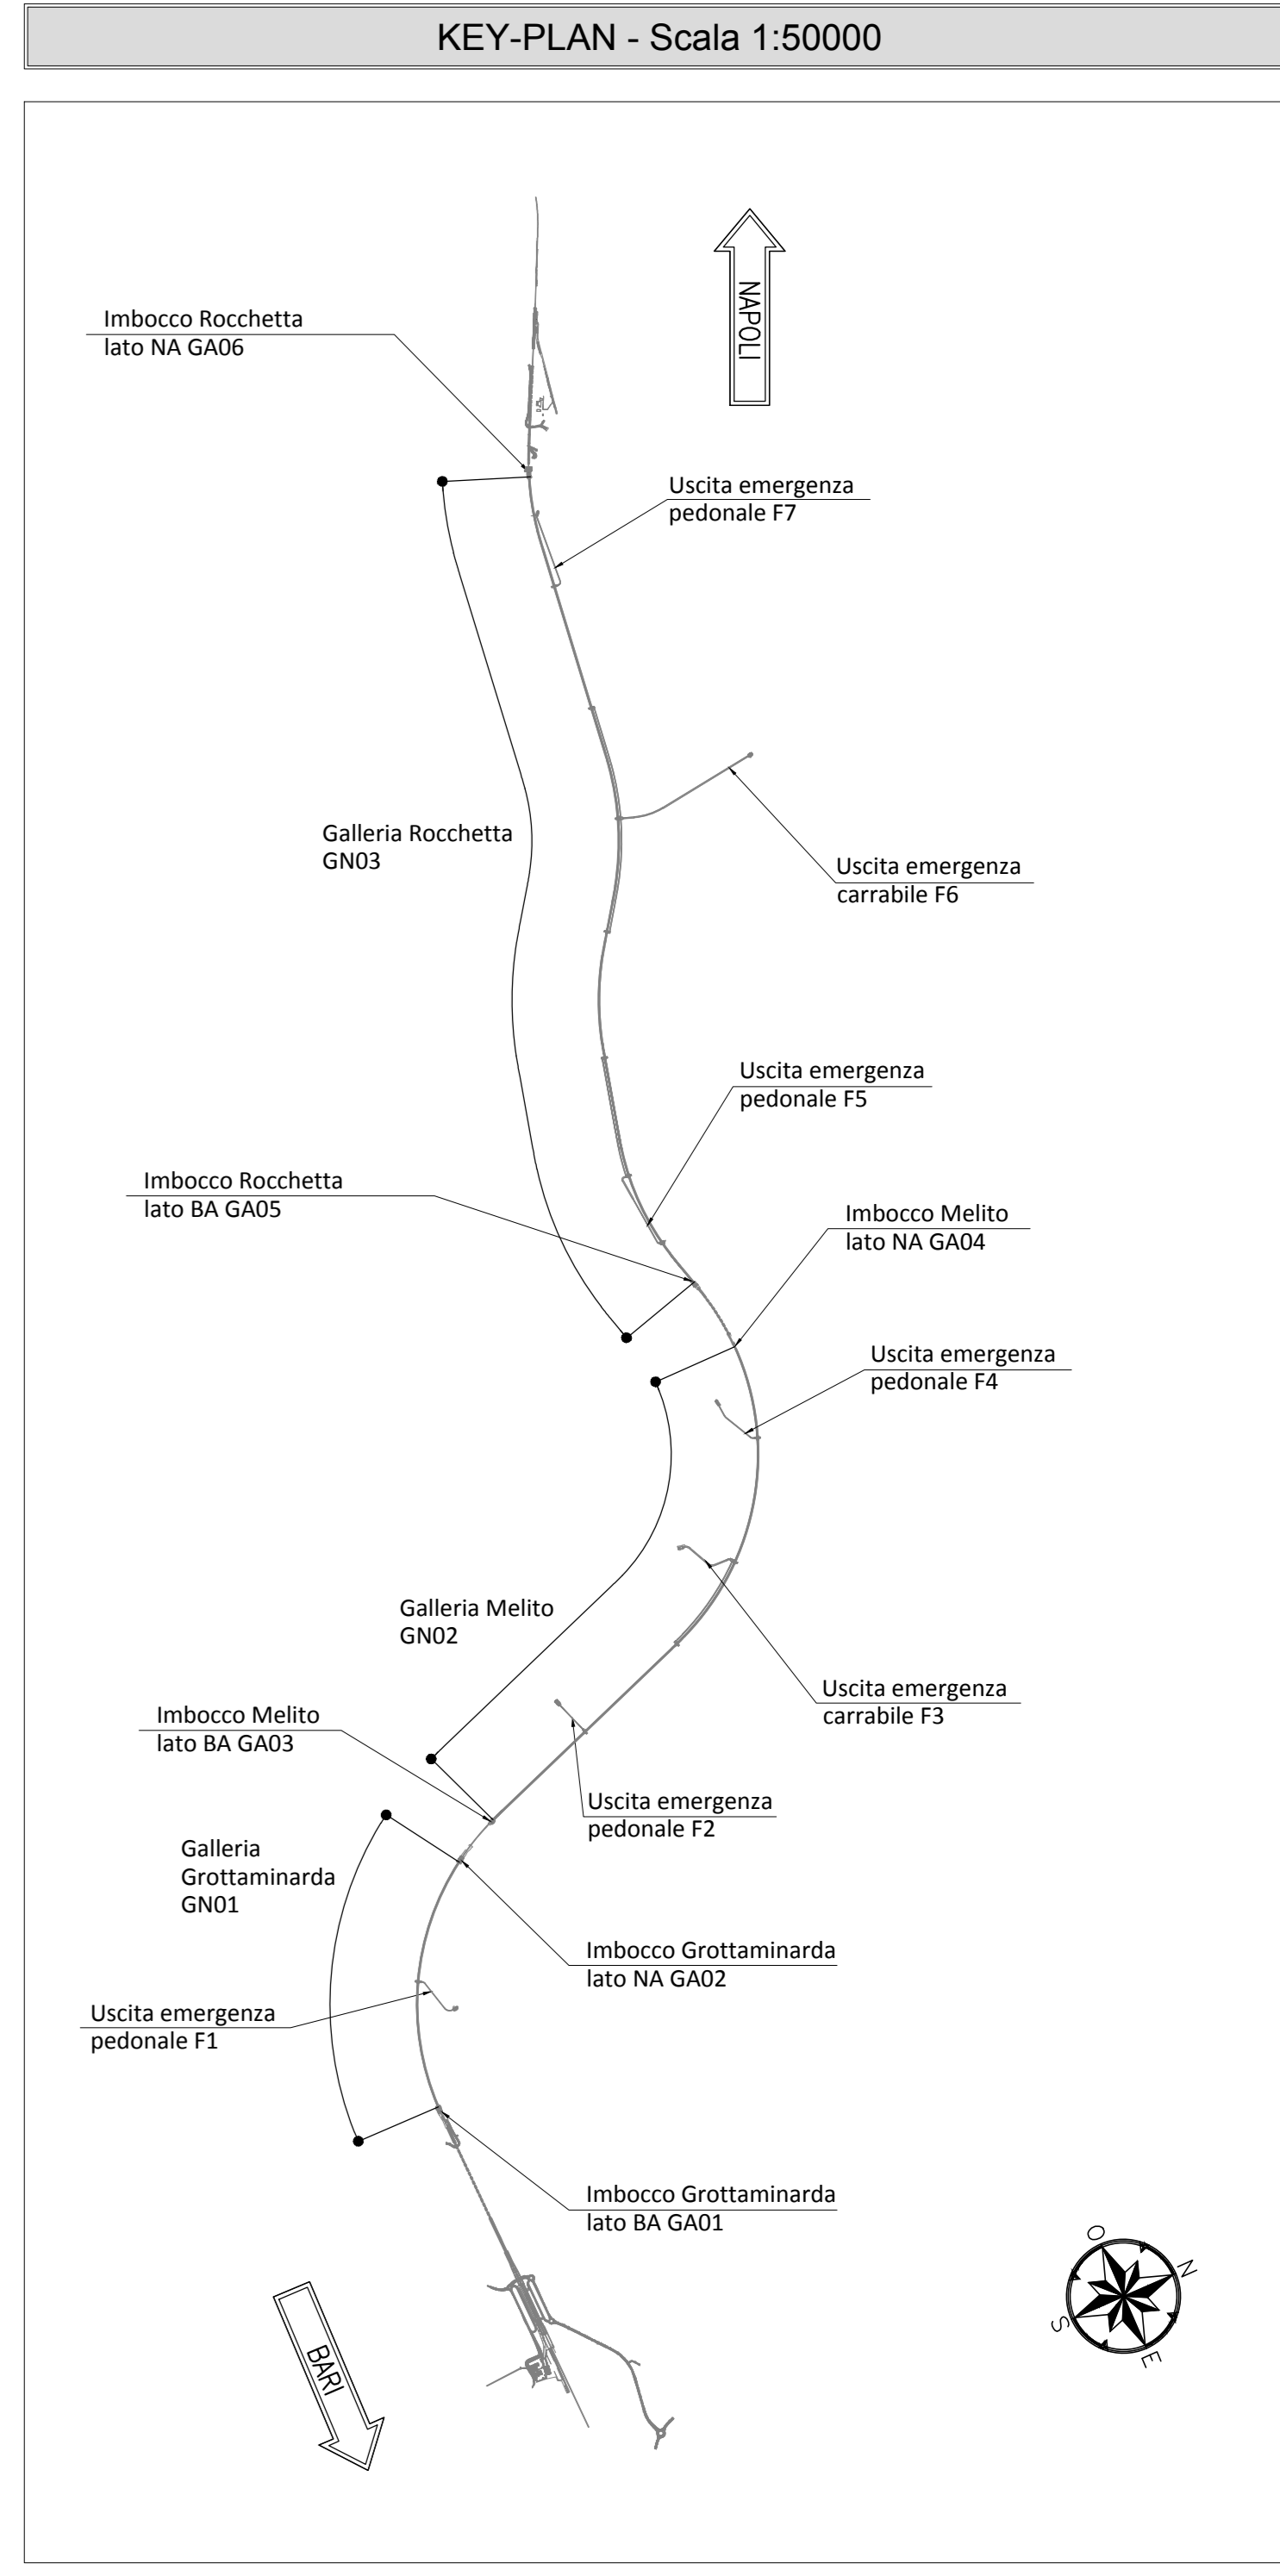 KEY-PLAN - Scala 1:50000
NAPOLI
Imbocco Rocchetta
lato NA GA06
Uscita emergenza
pedonale F7
Galleria Rocchetta
GN03
Uscita emergenza
carrabile F6
Uscita emergenza
pedonale F5
Imbocco Rocchetta
lato BA GA05
Imbocco Melito
lato NA GA04
Uscita emergenza
pedonale F4
Galleria Melito
GN02
Uscita emergenza
carrabile F3
Imbocco Melito
lato BA GA03
Uscita emergenza
pedonale F2
Galleria
Grottaminarda
GN01
Imbocco Grottaminarda
lato NA GA02
Uscita emergenza
pedonale F1
Imbocco Grottaminarda
lato BA GA01
O
N
S
E
BARI